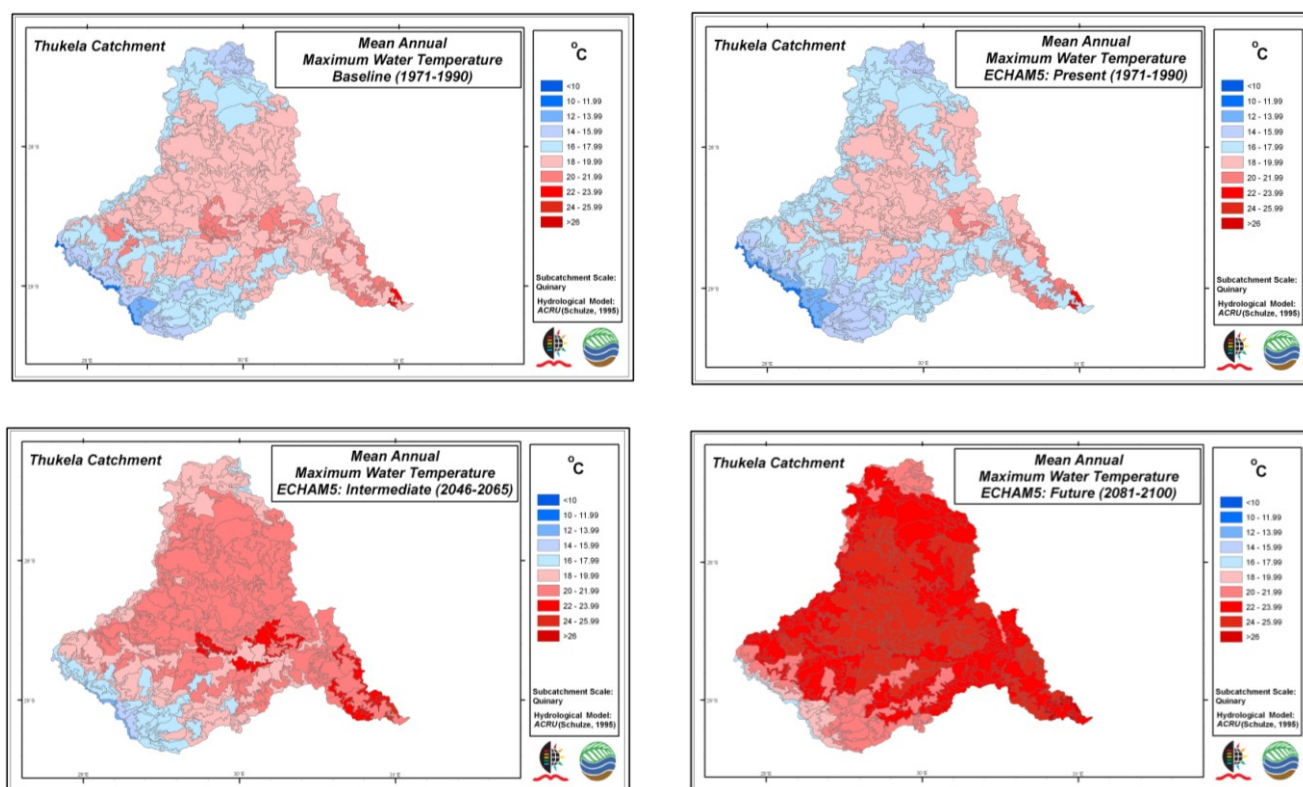 Thukela Catchment
Mean Annual
Maximum Water Temperature
Baseline (1971-1990)
°C
<10
10 - 11.99
12 - 13.99
14 - 15.99
16 - 17.99
18 - 19.99
20 - 21.99
22 - 23.99
24 - 25.99
>26
Subcatchment Scale:
Quinary
Hydrological Model:
ACRU (Schulze, 1995)
Thukela Catchment
Mean Annual
Maximum Water Temperature
ECHAM5: Present (1971-1990)
°C
<10
10 - 11.99
12 - 13.99
14 - 15.99
16 - 17.99
18 - 19.99
20 - 21.99
22 - 23.99
24 - 25.99
>26
Subcatchment Scale:
Quinary
Hydrological Model:
ACRU (Schulze, 1995)
Thukela Catchment
Mean Annual
Maximum Water Temperature
ECHAM5: Intermediate (2046-2065)
°C
<10
10 - 11.99
12 - 13.99
14 - 15.99
16 - 17.99
18 - 19.99
20 - 21.99
22 - 23.99
24 - 25.99
>26
Subcatchment Scale:
Quinary
Hydrological Model:
ACRU (Schulze, 1995)
Thukela Catchment
Mean Annual
Maximum Water Temperature
ECHAM5: Future (2081-2100)
°C
<10
10 - 11.99
12 - 13.99
14 - 15.99
16 - 17.99
18 - 19.99
20 - 21.99
22 - 23.99
24 - 25.99
>26
Subcatchment Scale:
Quinary
Hydrological Model:
ACRU (Schulze, 1995)